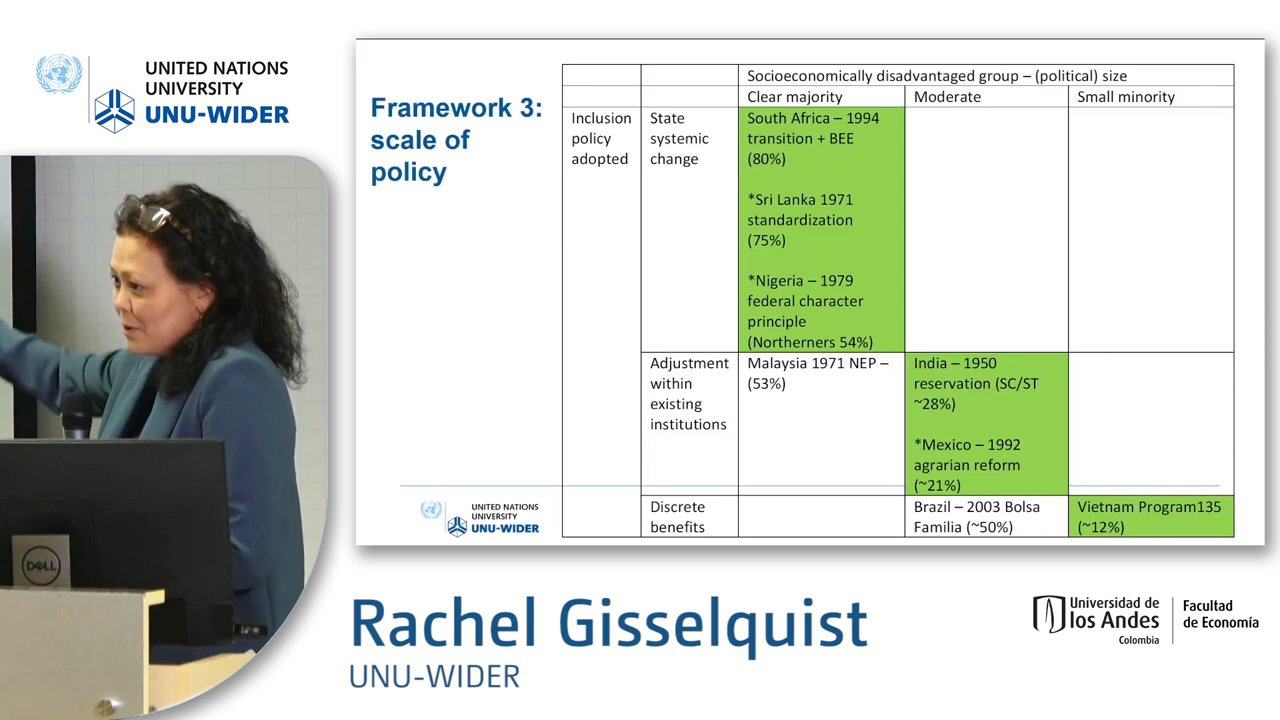 UNITED NATIONS
UNIVERSITY
UNU-WIDER
Framework 3:
scale of
policy
Socioeconomically disadvantaged group – (political) size
Clear majority
Moderate
Small minority
Inclusion
policy
adopted
State
systemic
change
South Africa – 1994
transition + BEE
(80%)
*Sri Lanka 1971
standardization
(75%)
*Nigeria – 1979
federal character
principle
(Northerners 54%)
Adjustment
within
existing
institutions
Malaysia 1971 NEP –
(53%)
India – 1950
reservation (SC/ST
~28%)
*Mexico – 1992
agrarian reform
(~21%)
Discrete
benefits
Brazil – 2003 Bolsa
Familia (~50%)
Vietnam Program135
(~12%)
UNITED NATIONS
UNIVERSITY
UNU-WIDER
DELL
Rachel Gisselquist
UNU-WIDER
Universidad de
los Andes
Colombia
Facultad
de Economía